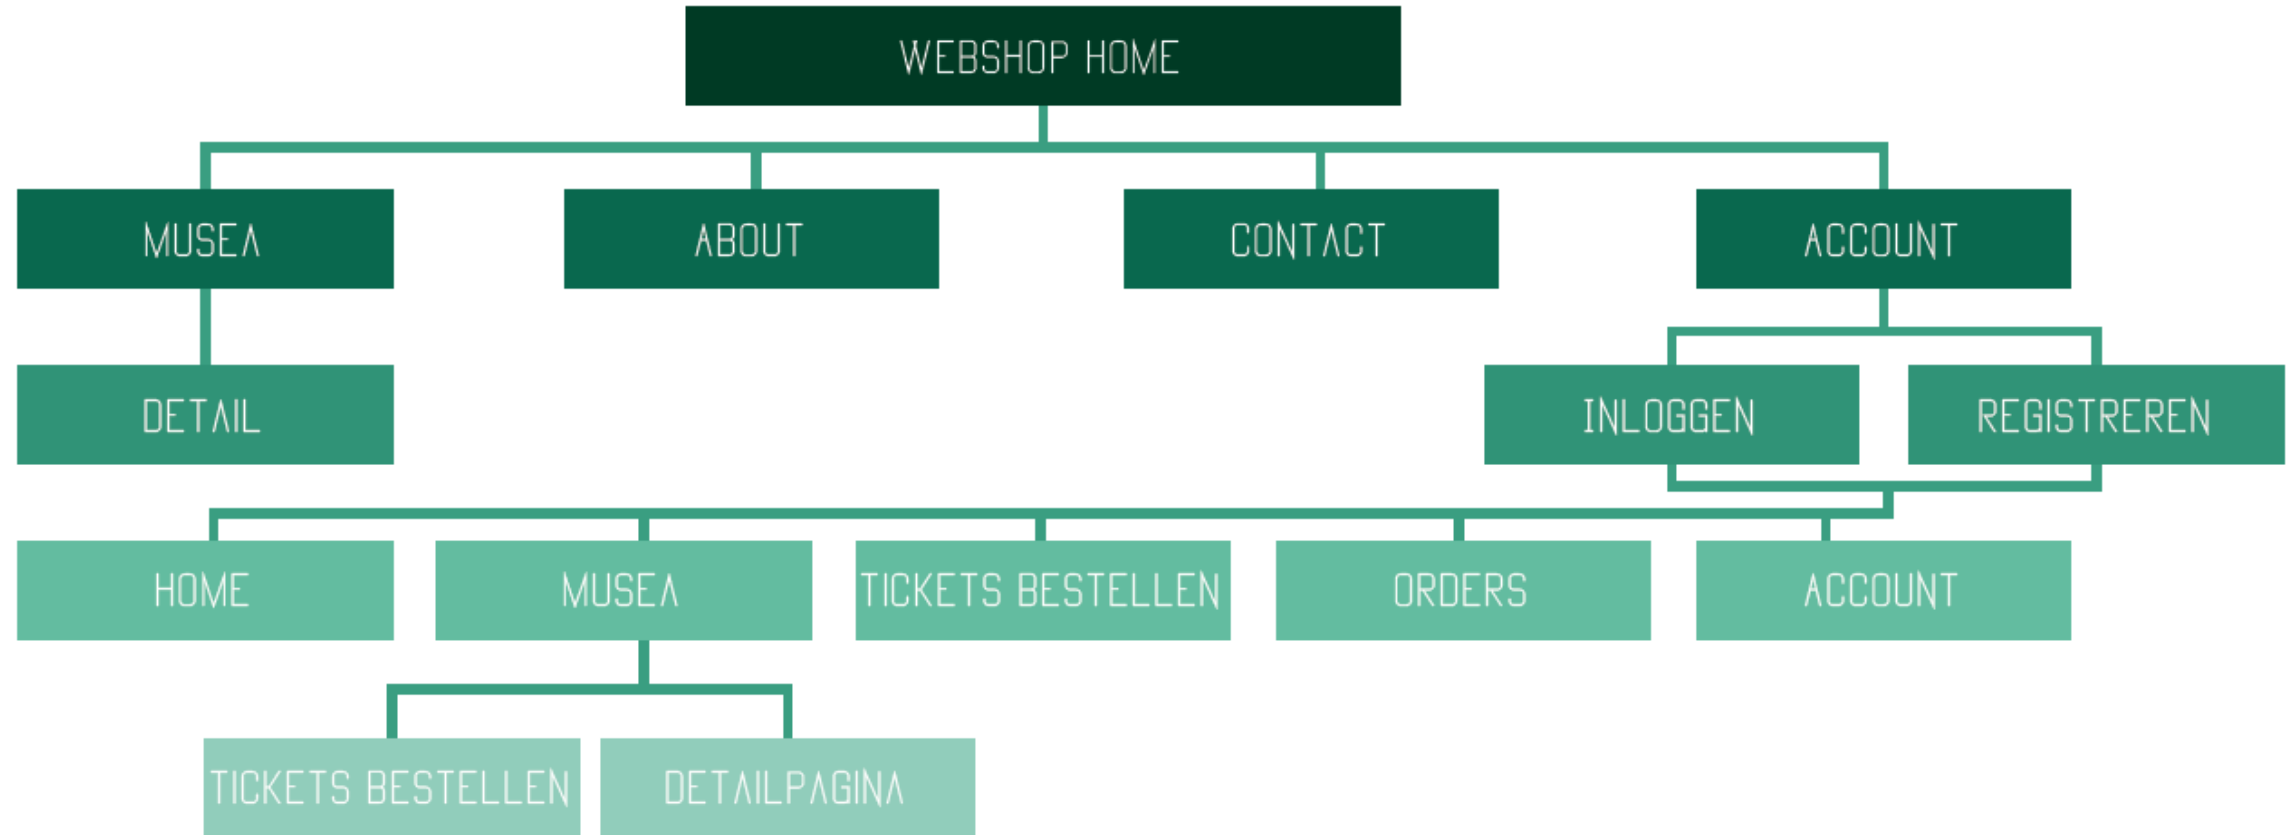 WEBSHOP HOME
MUSEA
ABOUT
CONTACT
ACCOUNT
DETAIL
INLOGGEN
REGISTREREN
HOME
MUSEA
TICKETS BESTELLEN
ORDERS
ACCOUNT
TICKETS BESTELLEN
DETAILPAGINA